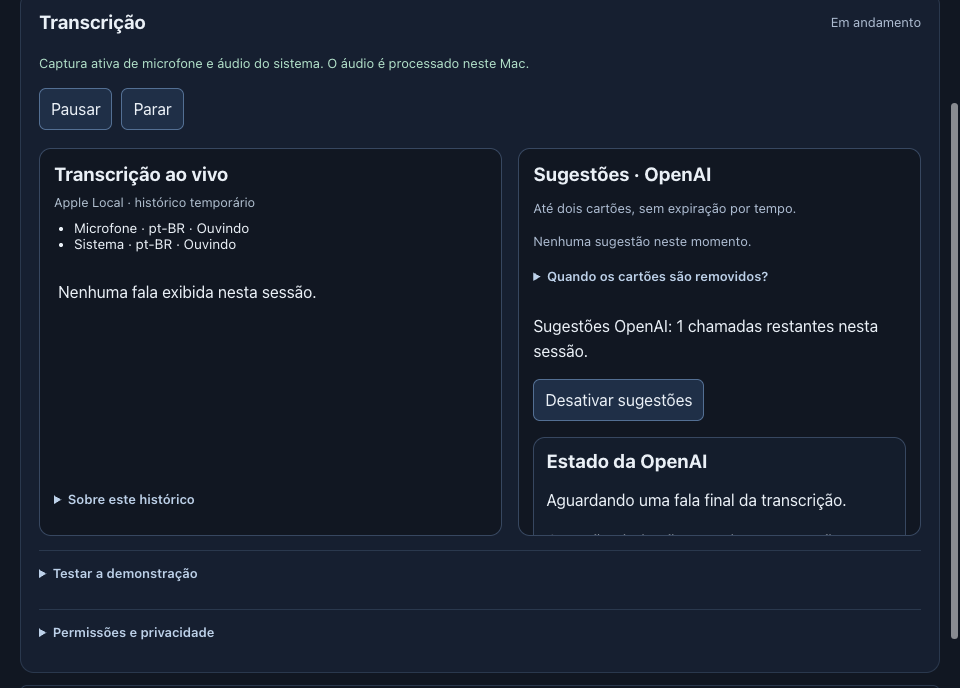 Transcrição
Em andamento
Captura ativa de microfone e áudio do sistema. O áudio é processado neste Mac.
Pausar
Parar
Transcrição ao vivo
Apple Local · histórico temporário
• Microfone · pt-BR · Ouvindo
• Sistema · pt-BR · Ouvindo
Nenhuma fala exibida nesta sessão.
Sobre este histórico
Sugestões · OpenAI
Até dois cartões, sem expiração por tempo.
Nenhuma sugestão neste momento.
Quando os cartões são removidos?
Sugestões OpenAI: 1 chamadas restantes nesta
sessão.
Desativar sugestões
Estado da OpenAI
Aguardando uma fala final da transcrição.
Testar a demonstração
Permissões e privacidade